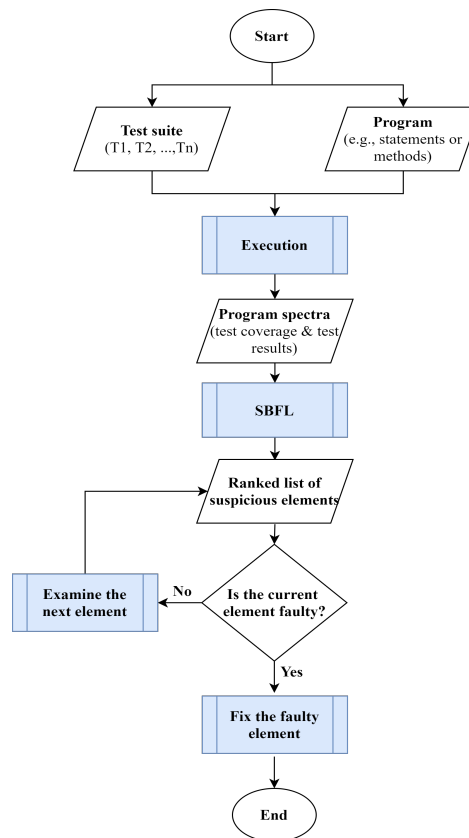 Start
Test suite
(T1, T2, ...,Tn)
Program
(e.g., statements or
methods)
Execution
Program spectra
(test coverage & test
results)
SBFL
Ranked list of
suspicious elements
Is the current
element faulty?
No
Examine the
next element
Yes
Fix the faulty
element
End